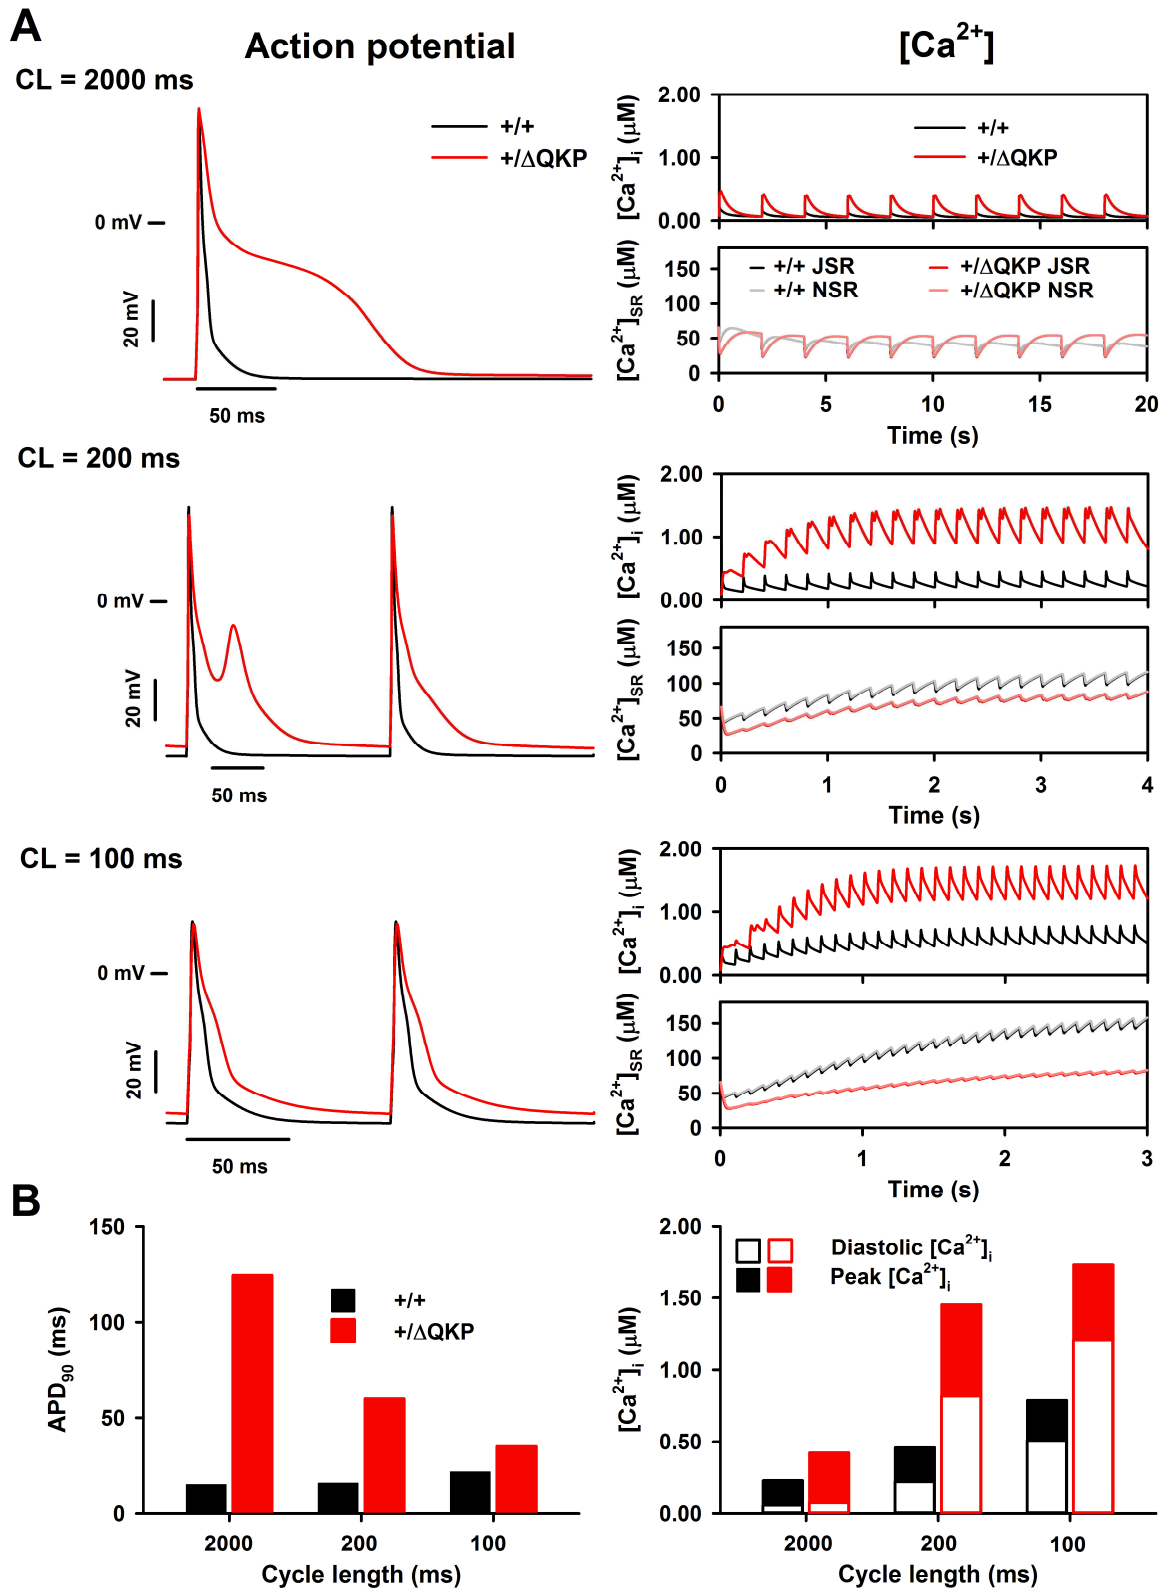 A
Action potential
[Ca2+]
CL = 2000 ms
+/+
+/ΔQKP
0 mV
20 mV
50 ms
[Ca2+]i (μM)
2.00
1.00
0.00
+/+
+/ΔQKP
[Ca2+]SR (μM)
150
100
50
0
+/+ JSR
+/ΔQKP JSR
+/+ NSR
+/ΔQKP NSR
0 5 10 15 20
Time (s)
CL = 200 ms
0 mV
20 mV
50 ms
[Ca2+]i (μM)
2.00
1.00
0.00
[Ca2+]SR (μM)
150
100
50
0
0 1 2 3 4
Time (s)
CL = 100 ms
0 mV
20 mV
50 ms
[Ca2+]i (μM)
2.00
1.00
0.00
[Ca2+]SR (μM)
150
100
50
0
0 1 2 3
Time (s)
B
APD90 (ms)
150
100
50
0
+/+
+/ΔQKP
2000 200 100
Cycle length (ms)
[Ca2+]i (μM)
2.00
1.50
1.00
0.50
0.00
Diastolic [Ca2+]i
Peak [Ca2+]i
2000 200 100
Cycle length (ms)